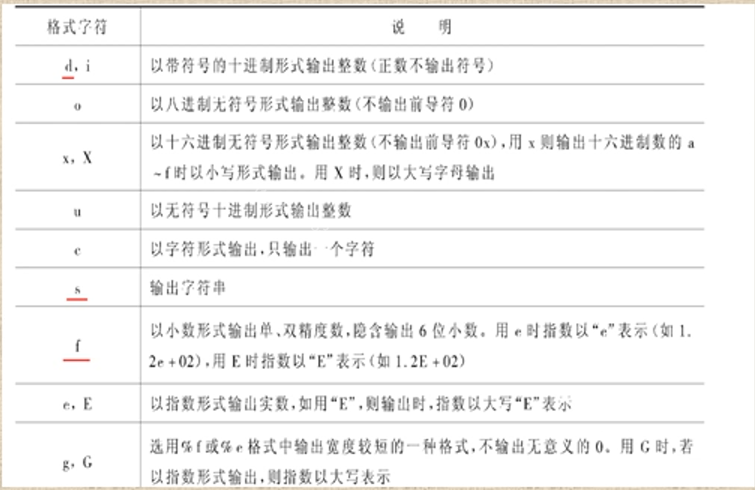 格式字符 说 明
d, i 以带符号的十进制形式输出整数(正数不输出符号)
o 以八进制无符号形式输出整数(不输出前导符0)
x, X 以十六进制无符号形式输出整数(不输出前导符0x),用 x 则输出十六进制数的 a
~f 时以小写形式输出。用 X 时,则以大写字母输出
u 以无符号十进制形式输出整数
c 以字符形式输出,只输出一个字符
s 输出字符串
f 以小数形式输出单、双精度数,隐含输出 6 位小数。用 e 时指数以“e”表示(如 1.
2e+02),用 E 时指数以“E”表示(如 1.2E+02)
e, E 以指数形式输出实数,如用“E”,则输出时,指数以大写“E”表示
g, G 选用%f或%e格式中输出宽度较短的一种格式,不输出无意义的0。用 G 时,若
以指数形式输出,则指数以大写表示